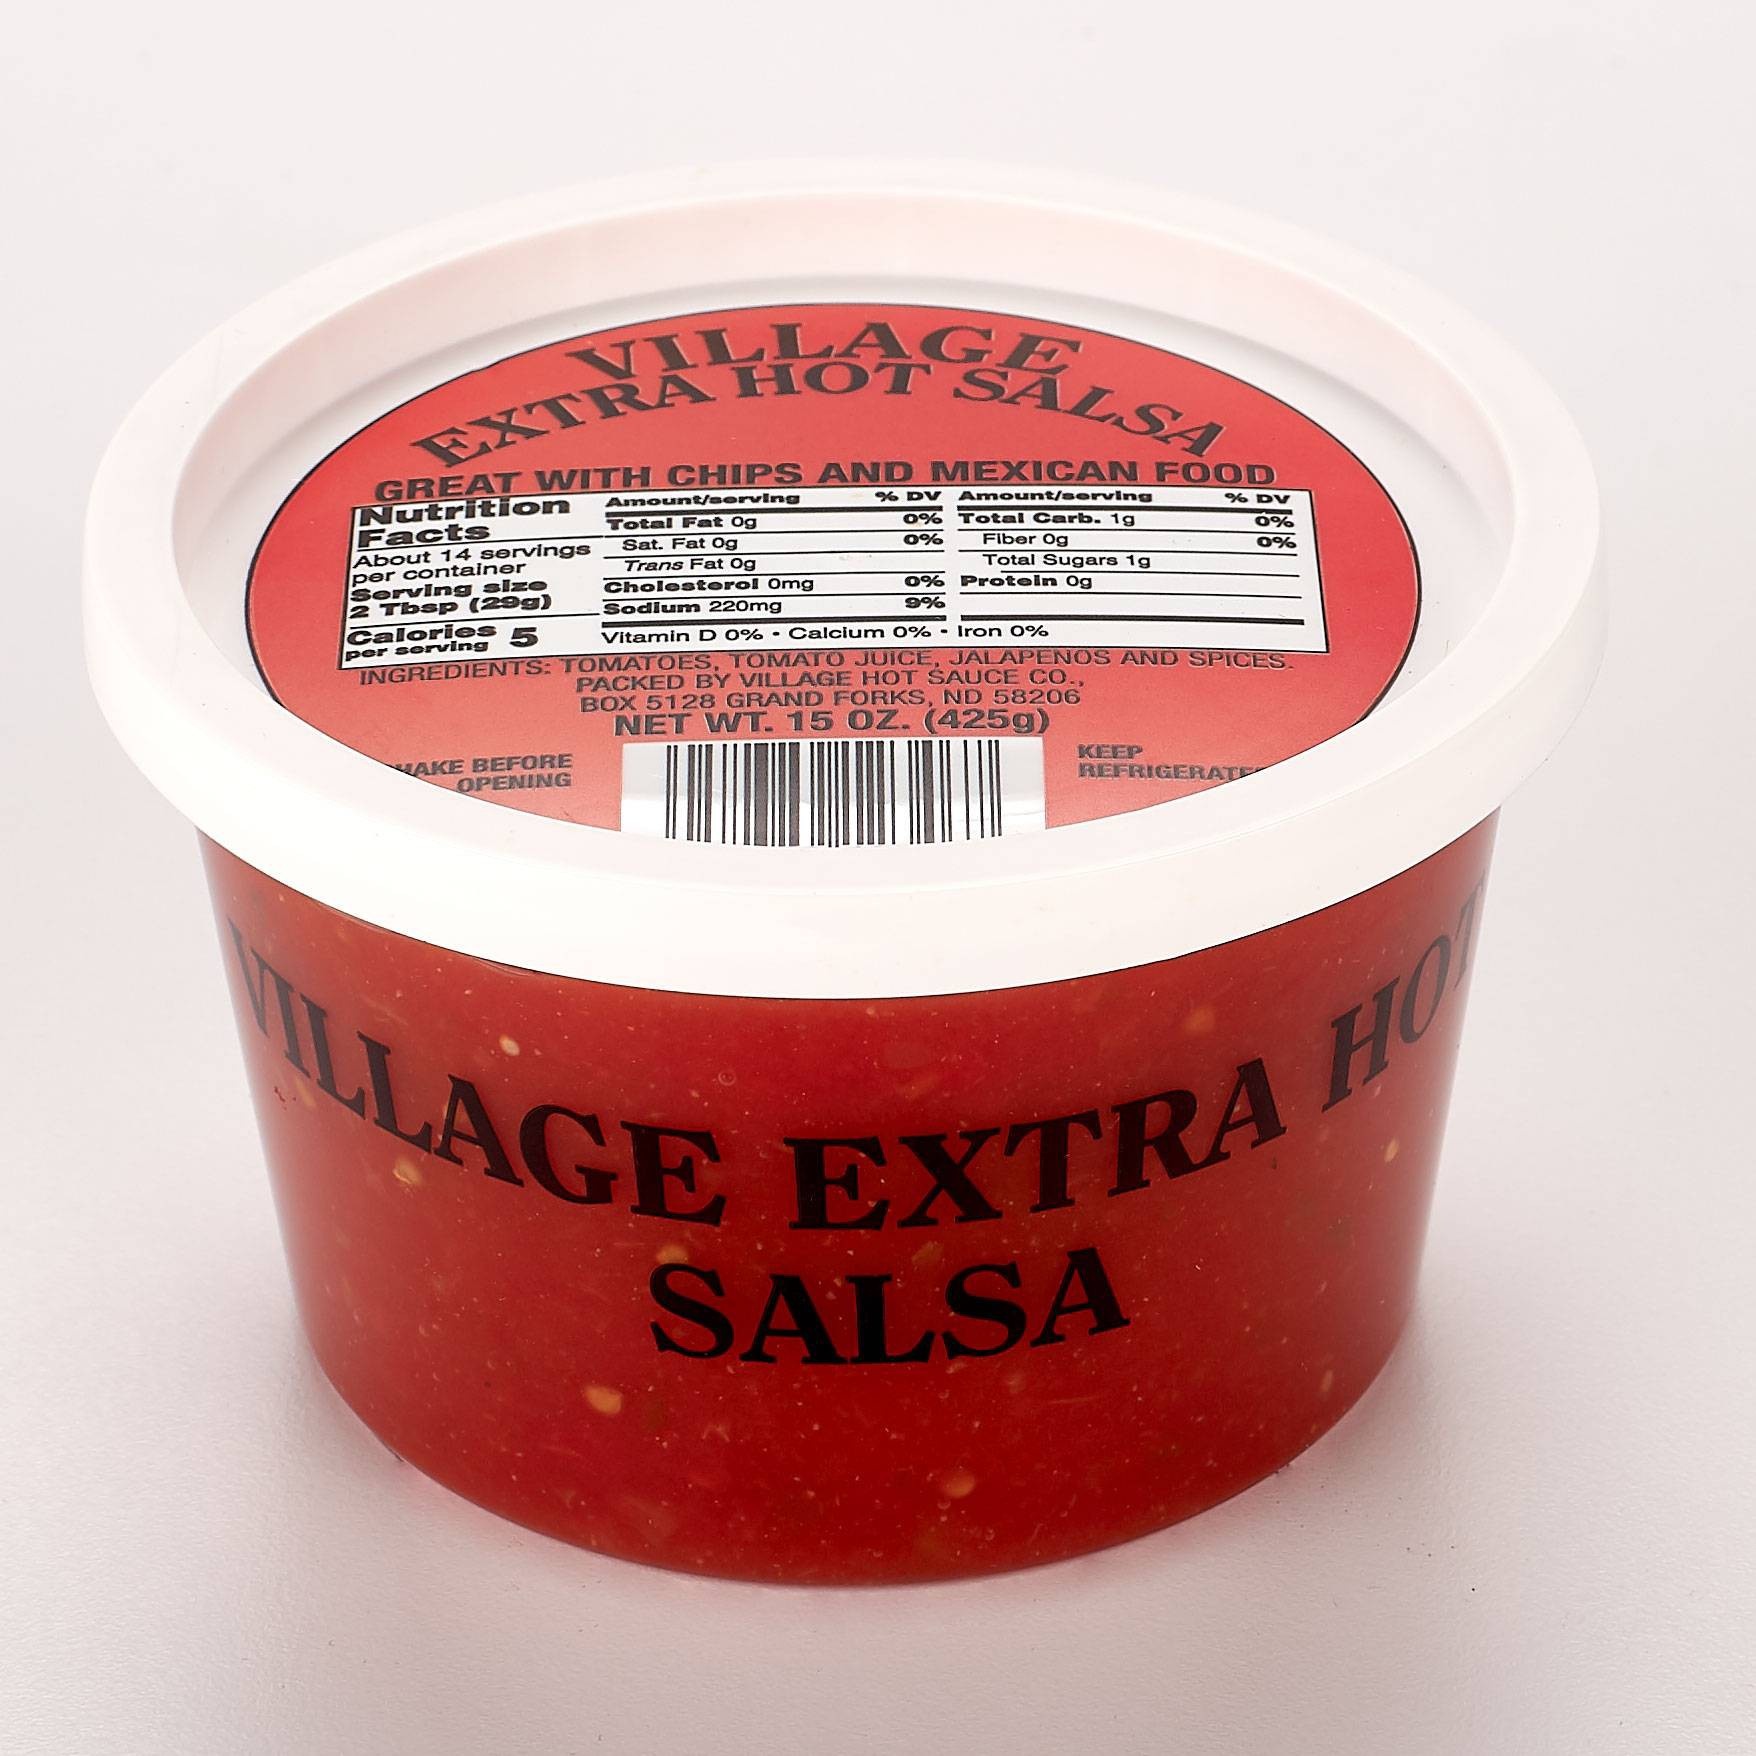 VILLAGE
EXTRA HOT SALSA
GREAT WITH CHIPS AND MEXICAN FOOD
Nutrition
Facts
About 14 servings
per container
Serving size
2 Tbsp (29g)
Calories 5
per serving
Amount/serving % DV
Total Fat 0g 0%
Sat. Fat 0g 0%
Trans Fat 0g
Cholesterol 0mg 0%
Sodium 220mg 9%
Amount/serving % DV
Total Carb. 1g 0%
Fiber 0g 0%
Total Sugars 1g
Protein 0g
Vitamin D 0% • Calcium 0% • Iron 0%
INGREDIENTS: TOMATOES, TOMATO JUICE, JALAPENOS AND SPICES.
PACKED BY VILLAGE HOT SAUCE CO.,
BOX 5128 GRAND FORKS, ND 58206
NET WT. 15 OZ. (425g)
HAKE BEFORE
OPENING
KEEP
REFRIGERATE
VILLAGE EXTRA HOT
SALSA